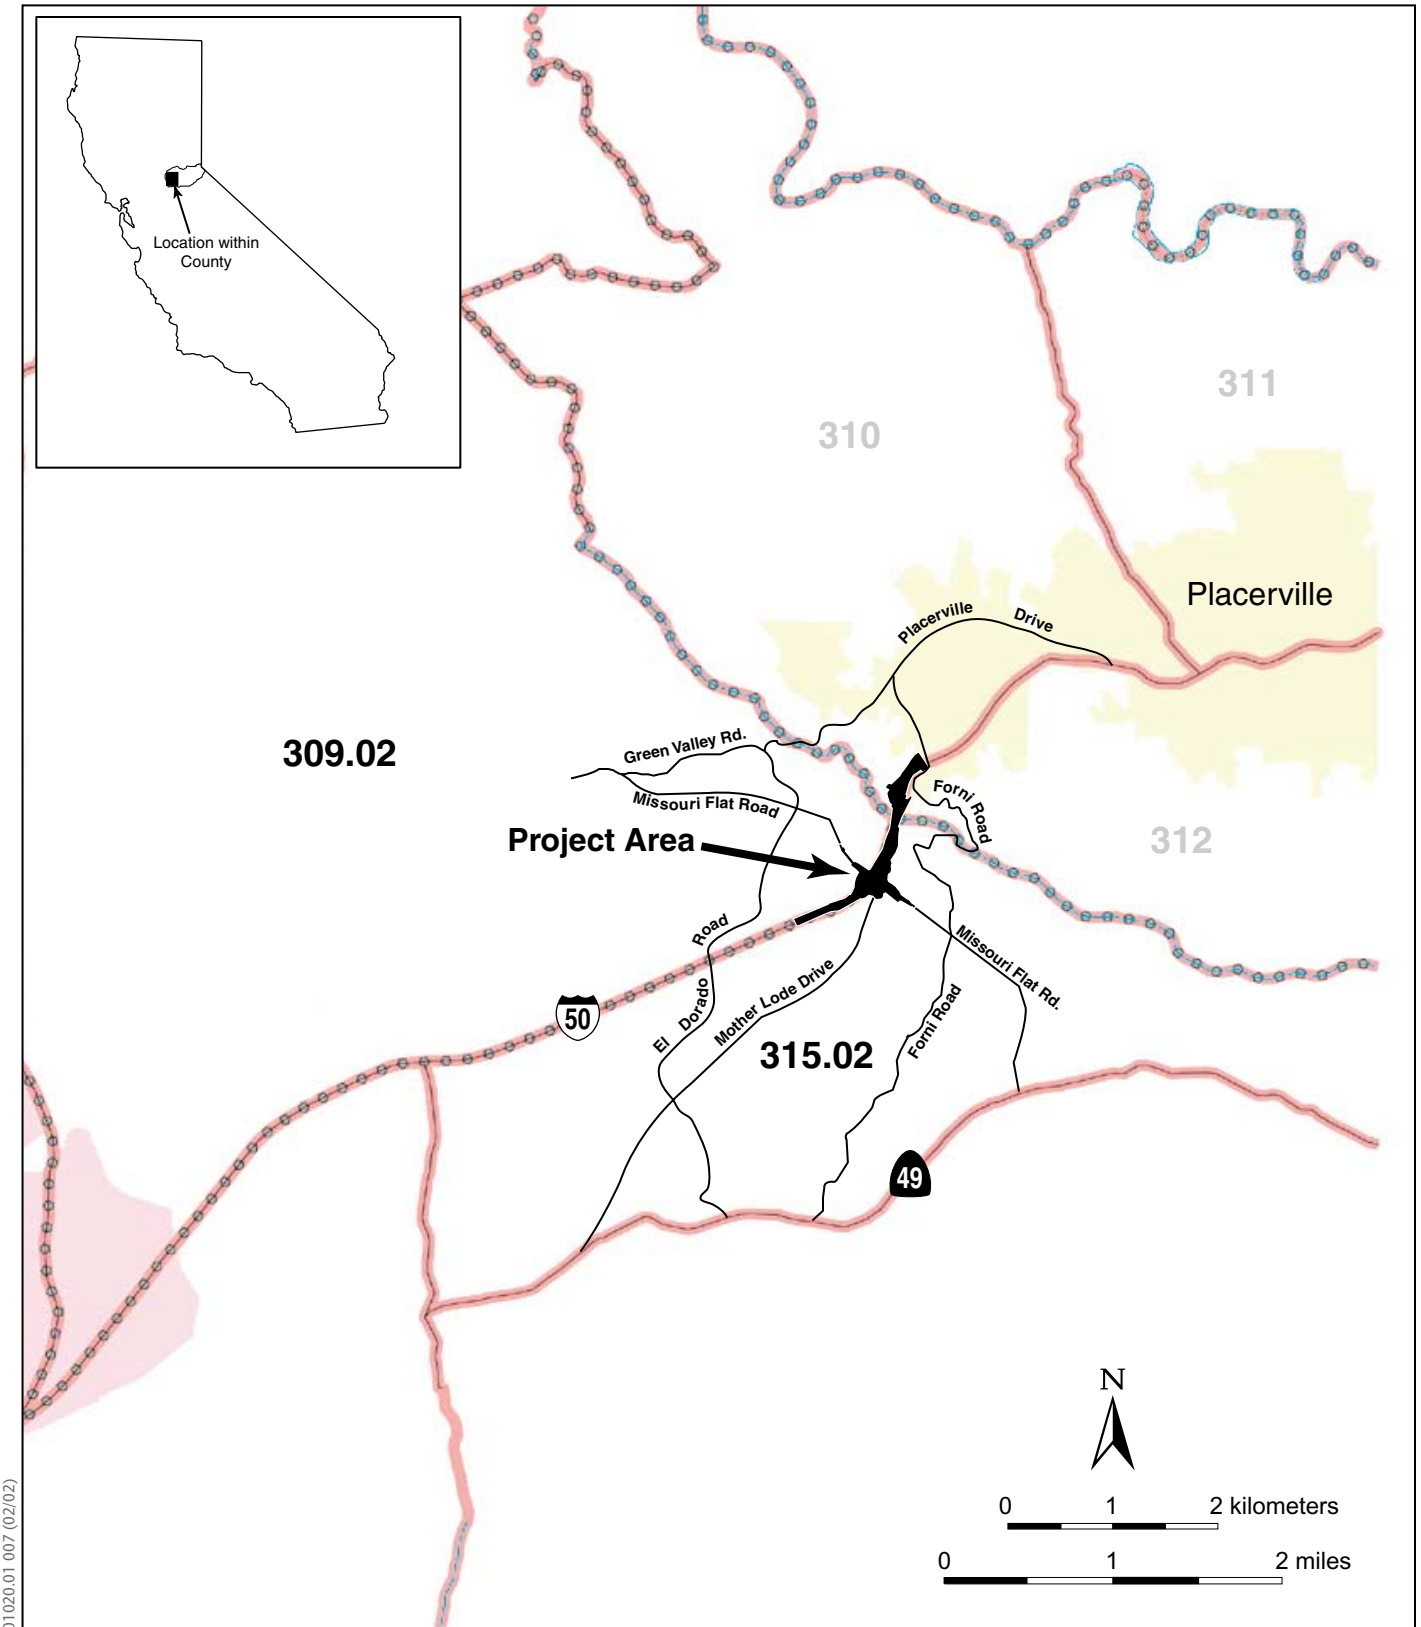 Location within
County
311
310
Placerville
Placerville Drive
309.02
Green Valley Rd.
Missouri Flat Road
Forni Road
Project Area
312
El Dorado Road
Missouri Flat Rd.
Mother Lode Drive
Forni Road
50
315.02
49
N
0 1 2 kilometers
0 1 2 miles
01020.01 007 (02/02)